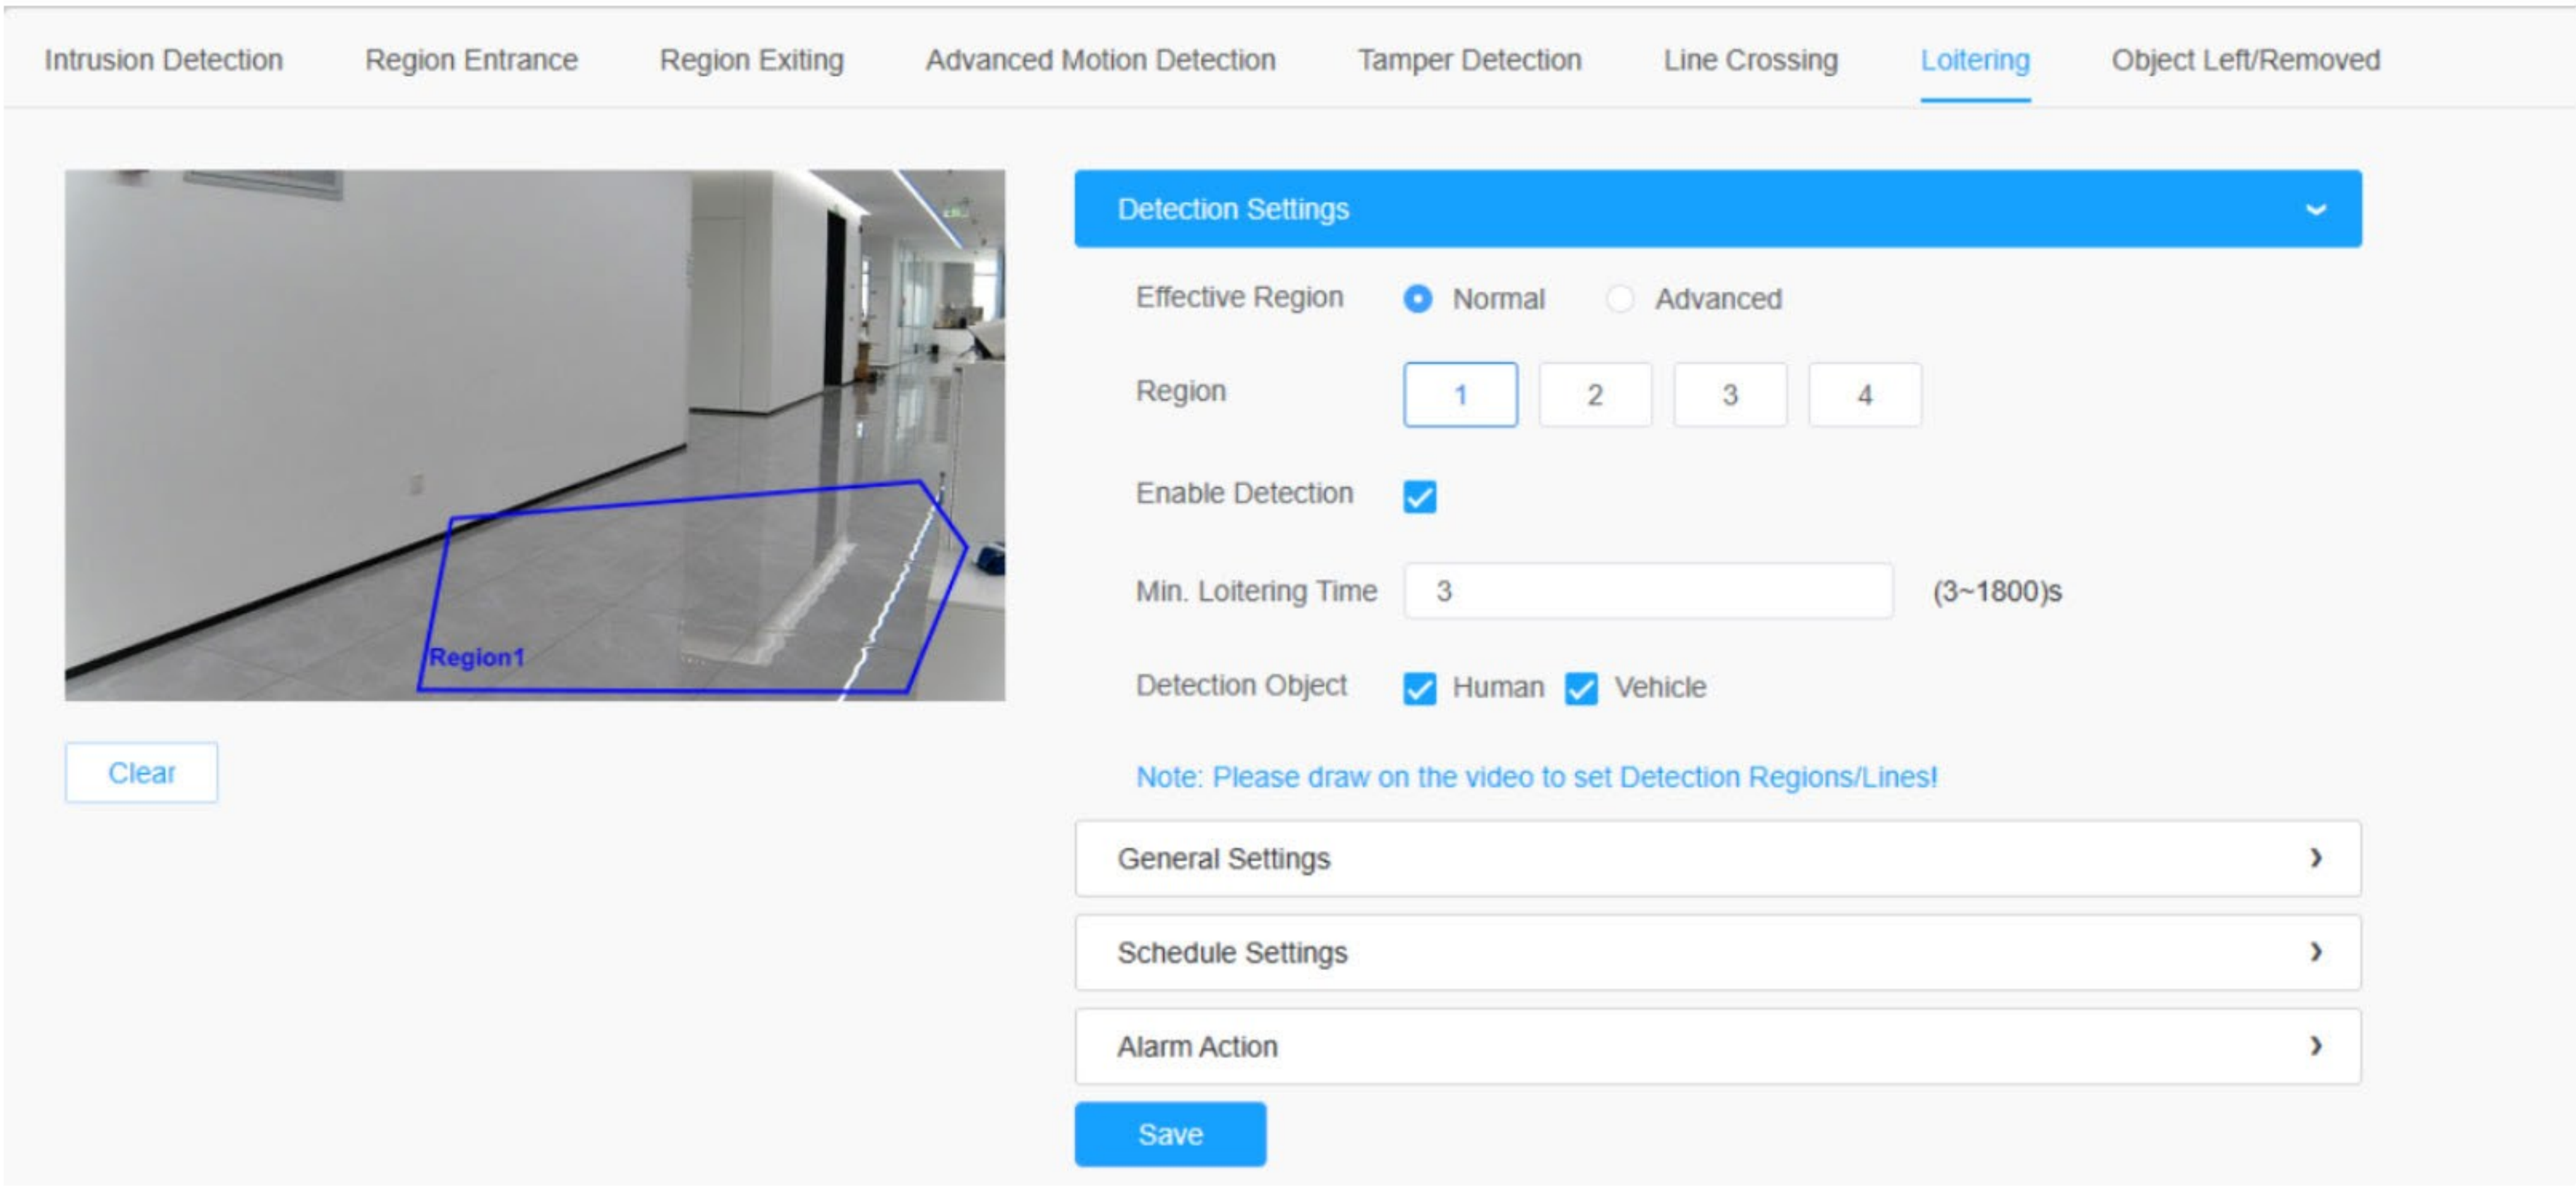 Intrusion Detection Region Entrance Region Exiting Advanced Motion Detection Tamper Detection Line Crossing Loitering Object Left/Removed
Region1
Clear
Detection Settings
Effective Region Normal Advanced
Region 1 2 3 4
Enable Detection
Min. Loitering Time 3 (3~1800)s
Detection Object Human Vehicle
Note: Please draw on the video to set Detection Regions/Lines!
General Settings
Schedule Settings
Alarm Action
Save